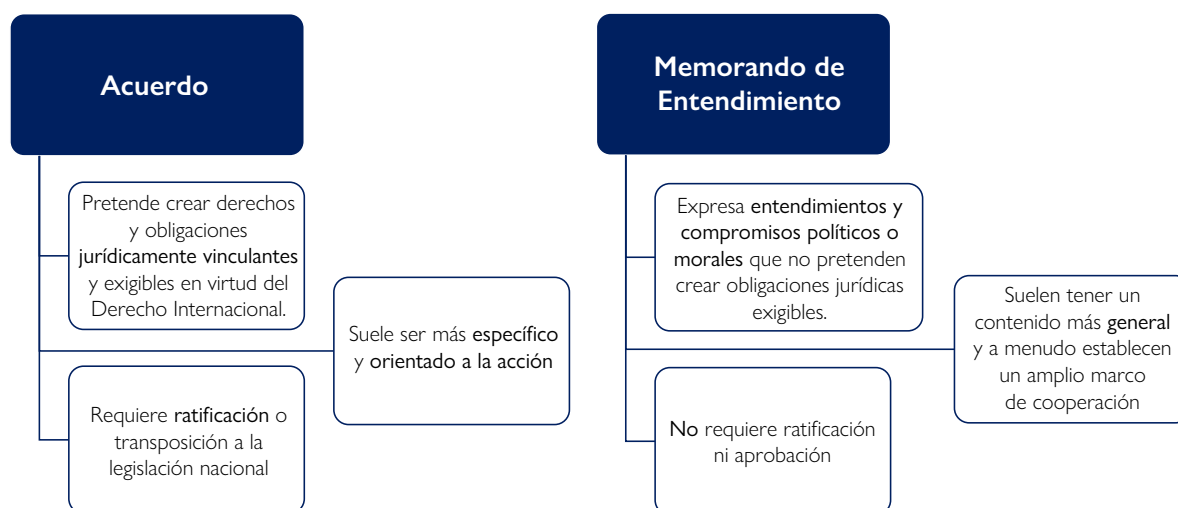 Acuerdo
Pretende crear derechos
y obligaciones
jurídicamente vinculantes
y exigibles en virtud del
Derecho Internacional.
Suele ser más específico
y orientado a la acción
Requiere ratificación o
transposición a la
legislación nacional
Memorando de
Entendimiento
Expresa entendimientos y
compromisos políticos o
morales que no pretenden
crear obligaciones jurídicas
exigibles.
Suelen tener un
contenido más general
y a menudo establecen
un amplio marco
de cooperación
No requiere ratificación
ni aprobación